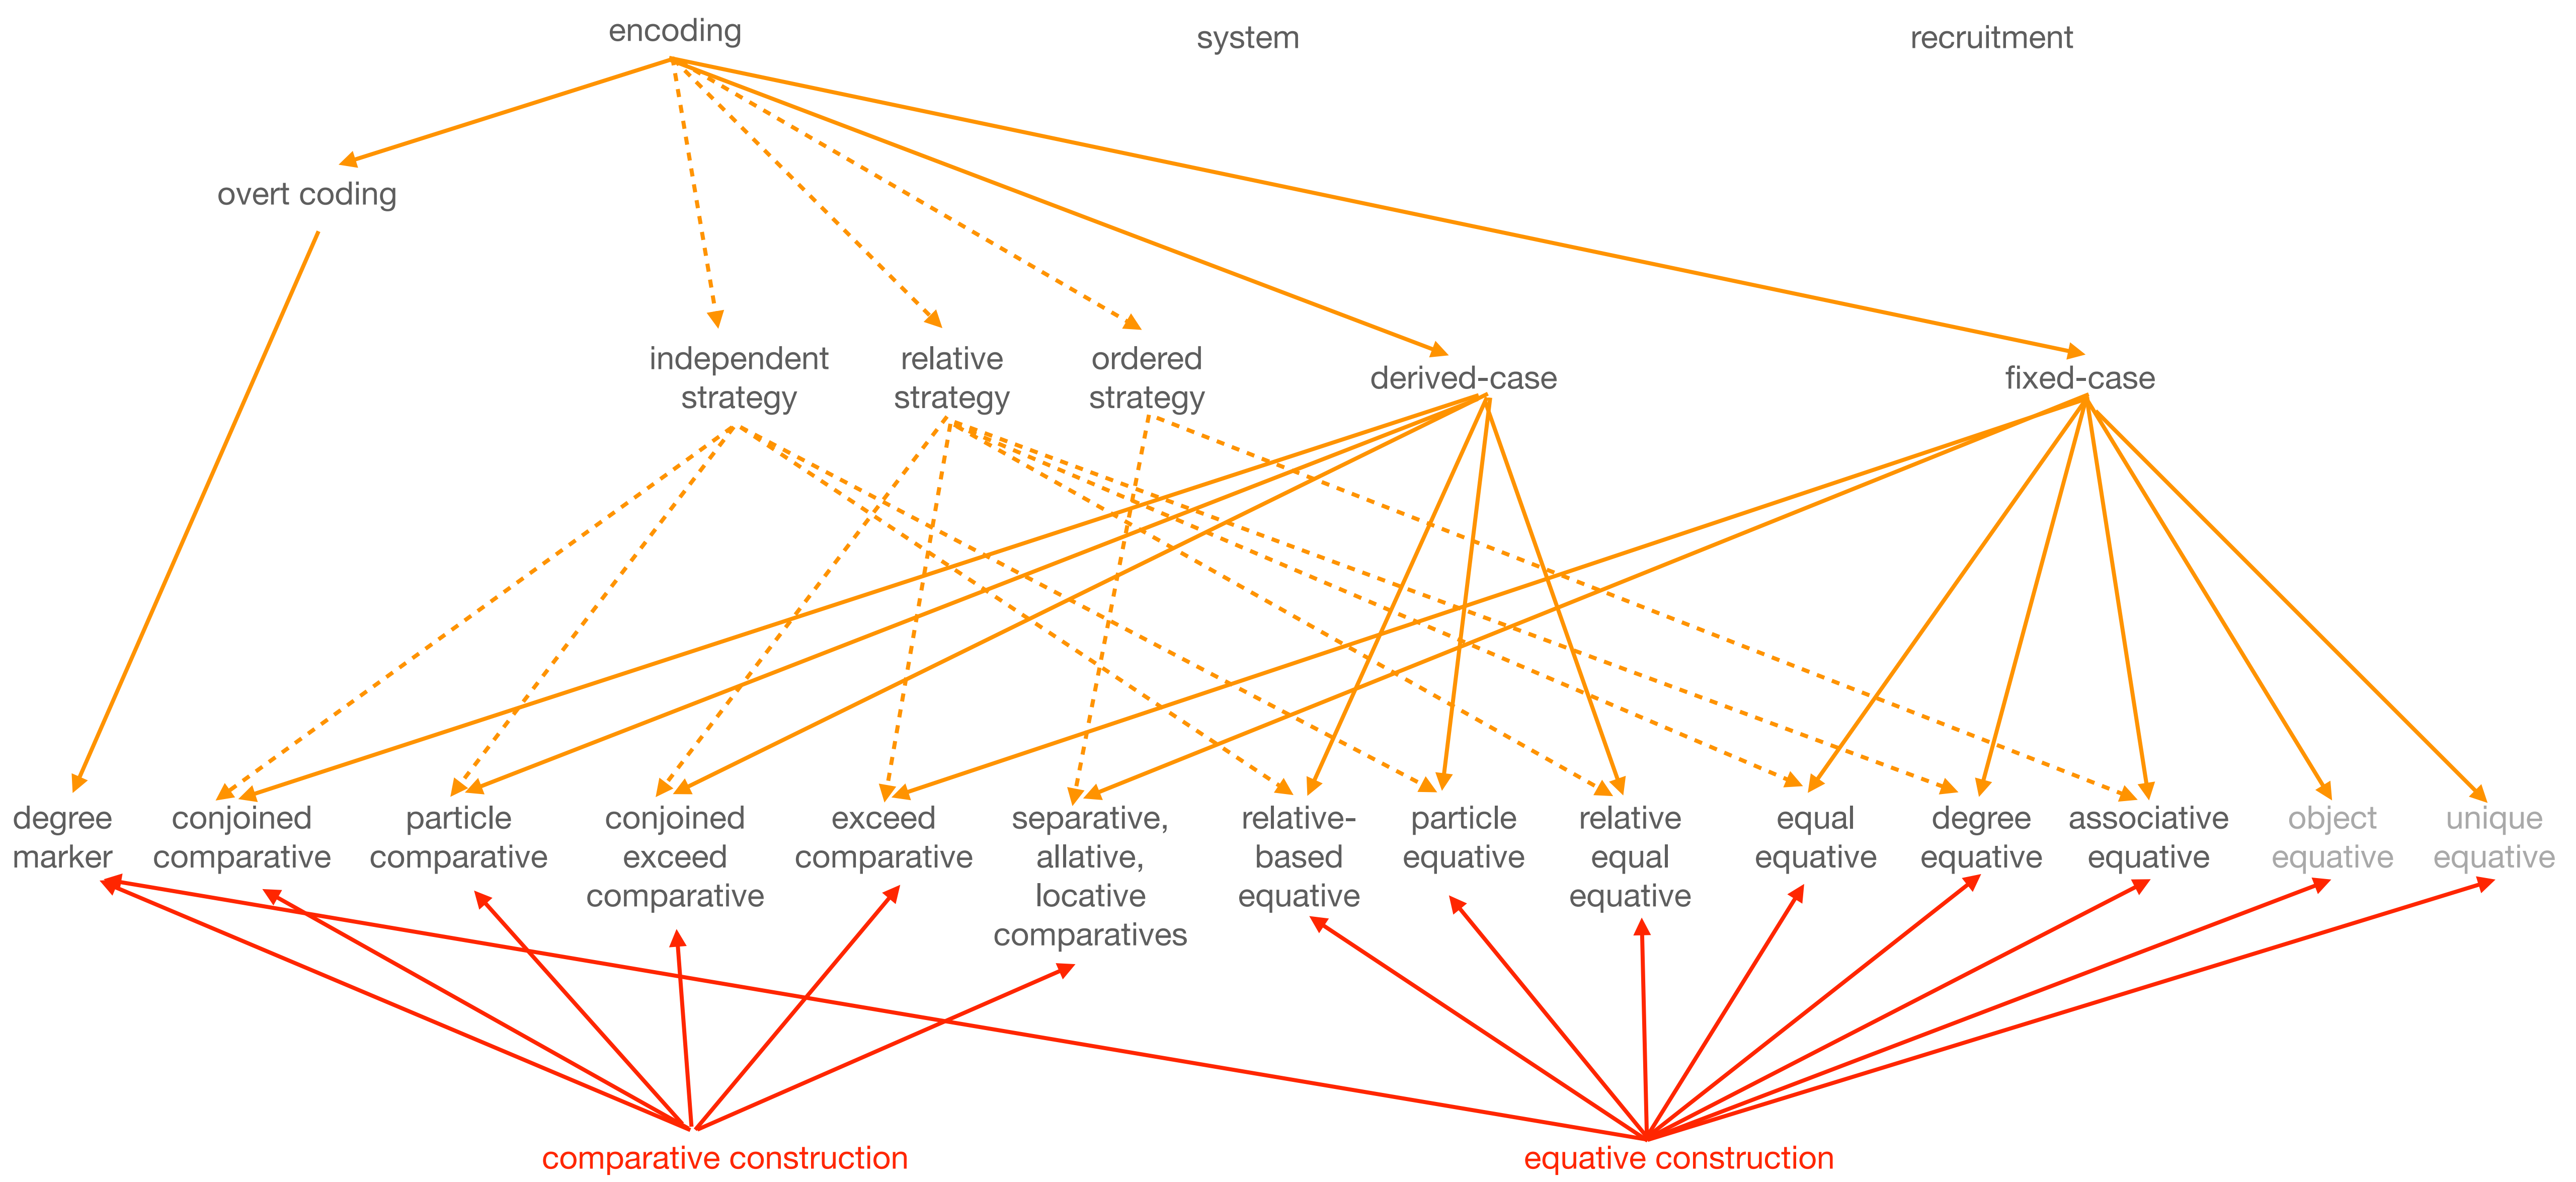 encoding
system
recruitment
overt coding
independent
strategy
relative
strategy
ordered
strategy
derived-case
fixed-case
degree
marker
conjoined
comparative
particle
comparative
conjoined
exceed
comparative
exceed
comparative
separative,
allative,
locative
comparatives
relative-
based
equative
particle
equative
relative
equal
equative
equal
equative
degree
equative
associative
equative
object
equative
unique
equative
comparative construction
equative construction